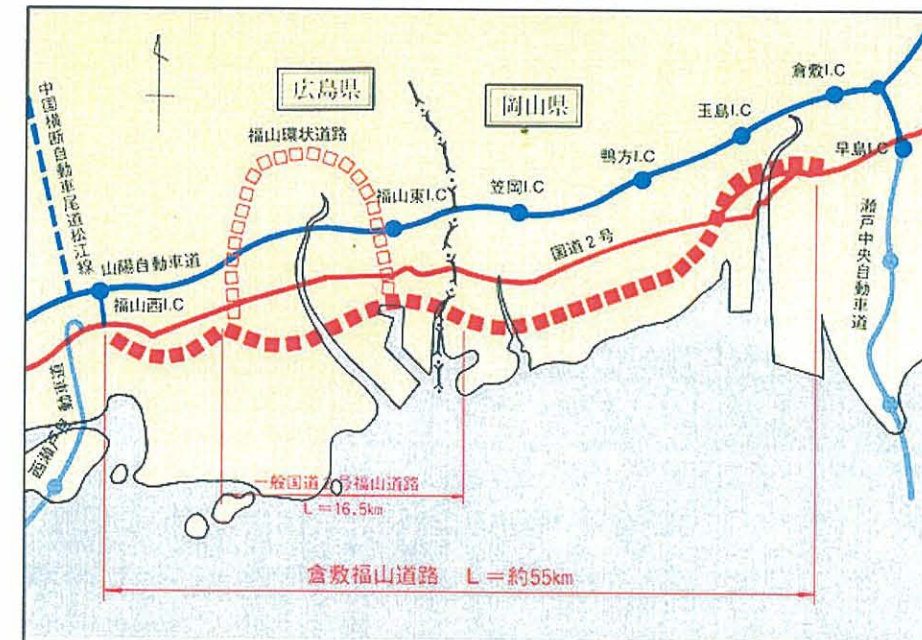 広島県
岡山県
倉敷I.C
玉島I.C
早島I.C
鴨方I.C
笠岡I.C
福山東I.C
福山環状道路
中国横断自動車尾道松江線
山陽自動車道
福山西I.C
国道2号
瀬戸中央自動車道
西瀬戸自動車道
一般国道2号福山道路
L=16.5km
倉敷福山道路 L=約55km